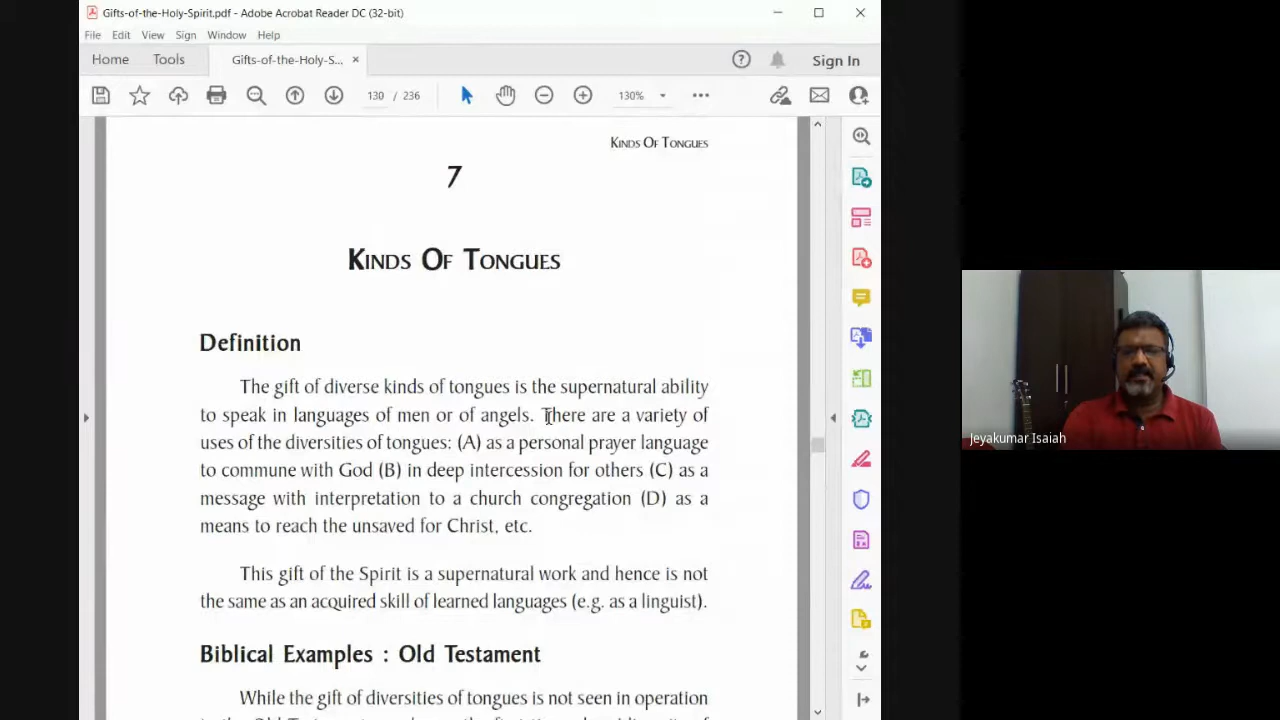 Gifts-of-the-Holy-Spirit.pdf - Adobe Acrobat Reader DC (32-bit)
File Edit View Sign Window Help
Home Tools Gifts-of-the-Holy-S... × Sign In
130 / 236 130%
KINDS OF TONGUES
7
KINDS OF TONGUES
Definition
The gift of diverse kinds of tongues is the supernatural ability
to speak in languages of men or of angels. There are a variety of
uses of the diversities of tongues: (A) as a personal prayer language
to commune with God (B) in deep intercession for others (C) as a
message with interpretation to a church congregation (D) as a
means to reach the unsaved for Christ, etc.
This gift of the Spirit is a supernatural work and hence is not
the same as an acquired skill of learned languages (e.g. as a linguist).
Biblical Examples : Old Testament
While the gift of diversities of tongues is not seen in operation
Jeyakumar Isaiah